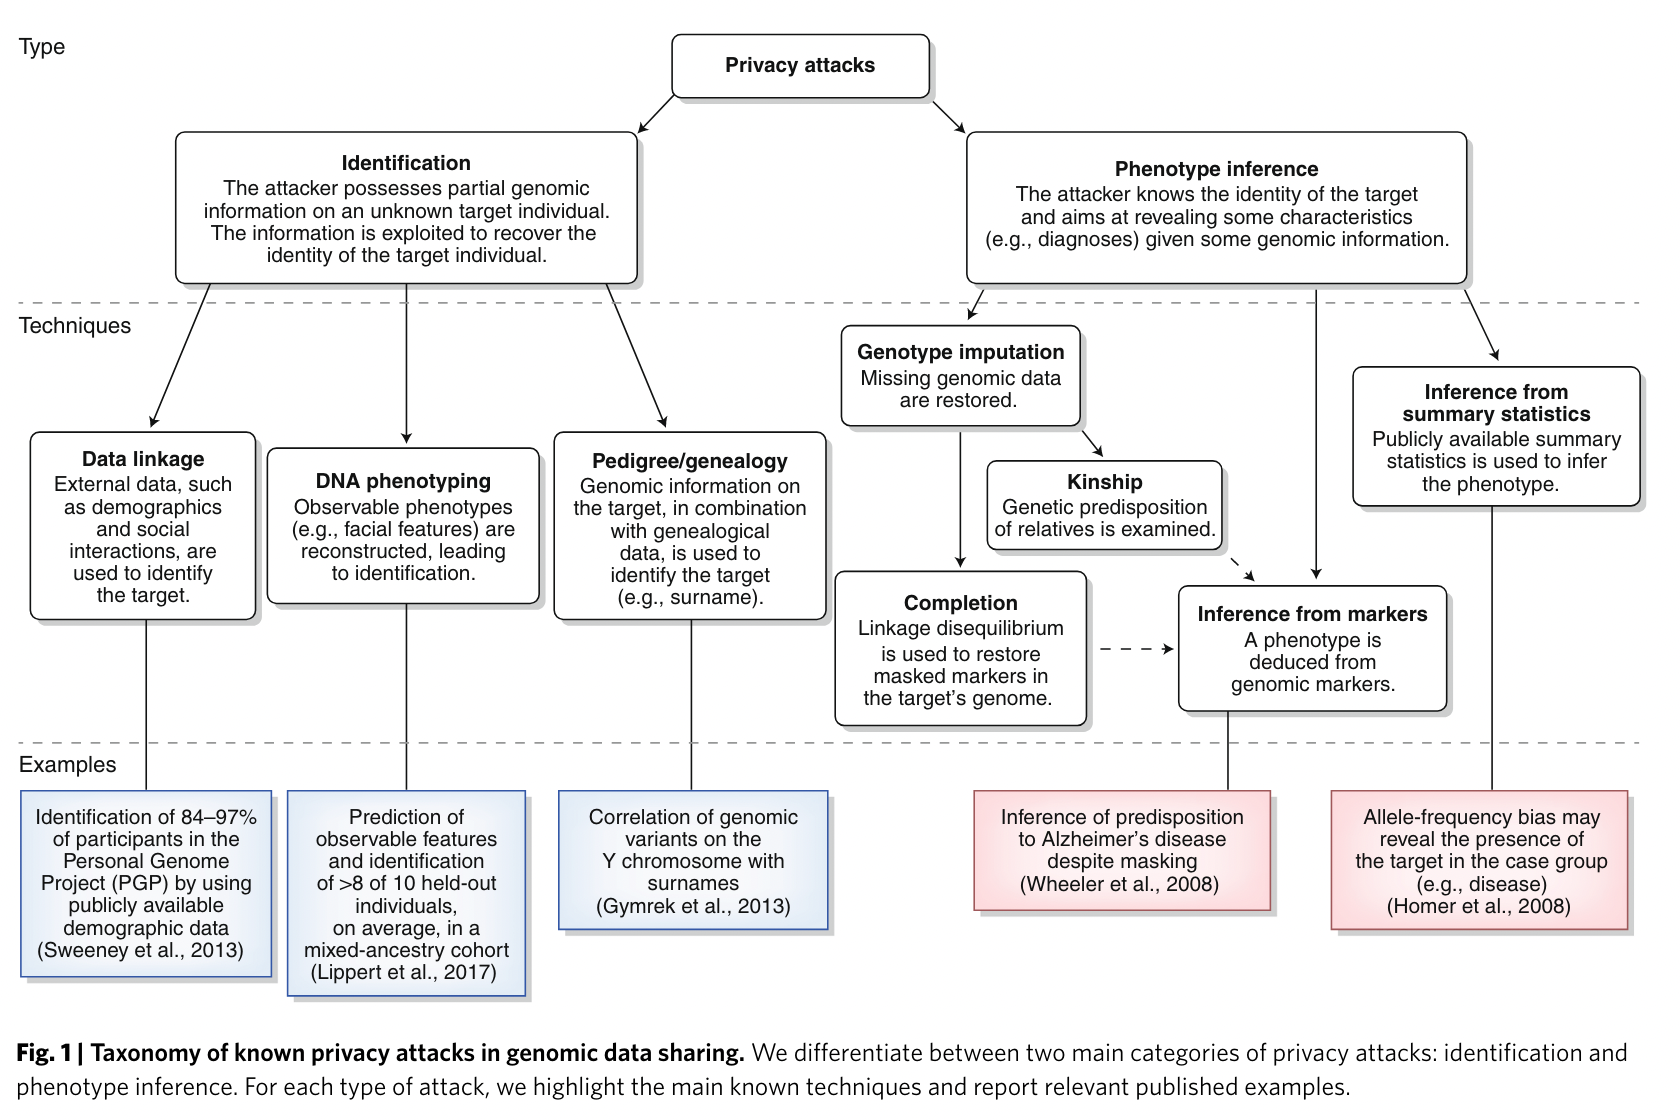 Type
Privacy attacks
Identification
The attacker possesses partial genomic
information on an unknown target individual.
The information is exploited to recover the
identity of the target individual.
Phenotype inference
The attacker knows the identity of the target
and aims at revealing some characteristics
(e.g., diagnoses) given some genomic information.
Techniques
Data linkage
External data, such
as demographics
and social
interactions, are
used to identify
the target.
DNA phenotyping
Observable phenotypes
(e.g., facial features) are
reconstructed, leading
to identification.
Pedigree/genealogy
Genomic information on
the target, in combination
with genealogical
data, is used to
identify the target
(e.g., surname).
Genotype imputation
Missing genomic data
are restored.
Kinship
Genetic predisposition
of relatives is examined.
Completion
Linkage disequilibrium
is used to restore
masked markers in
the target's genome.
Inference from markers
A phenotype is
deduced from
genomic markers.
Inference from
summary statistics
Publicly available summary
statistics is used to infer
the phenotype.
Examples
Identification of 84–97%
of participants in the
Personal Genome
Project (PGP) by using
publicly available
demographic data
(Sweeney et al., 2013)
Prediction of
observable features
and identification
of >8 of 10 held-out
individuals,
on average, in a
mixed-ancestry cohort
(Lippert et al., 2017)
Correlation of genomic
variants on the
Y chromosome with
surnames
(Gymrek et al., 2013)
Inference of predisposition
to Alzheimer's disease
despite masking
(Wheeler et al., 2008)
Allele-frequency bias may
reveal the presence of
the target in the case group
(e.g., disease)
(Homer et al., 2008)
Fig. 1 | Taxonomy of known privacy attacks in genomic data sharing. We differentiate between two main categories of privacy attacks: identification and
phenotype inference. For each type of attack, we highlight the main known techniques and report relevant published examples.